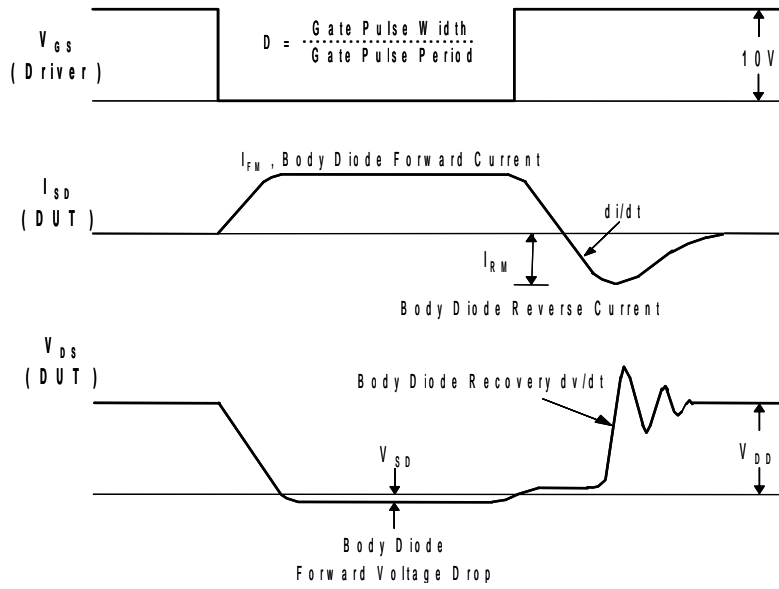 V GS
( Driver )
D = Gate Pulse Width
Gate Pulse Period
10V
I FM , Body Diode Forward Current
I SD
( DUT )
di/dt
I RM
Body Diode Reverse Current
V DS
( DUT )
Body Diode Recovery dv/dt
V SD
V DD
Body Diode
Forward Voltage Drop